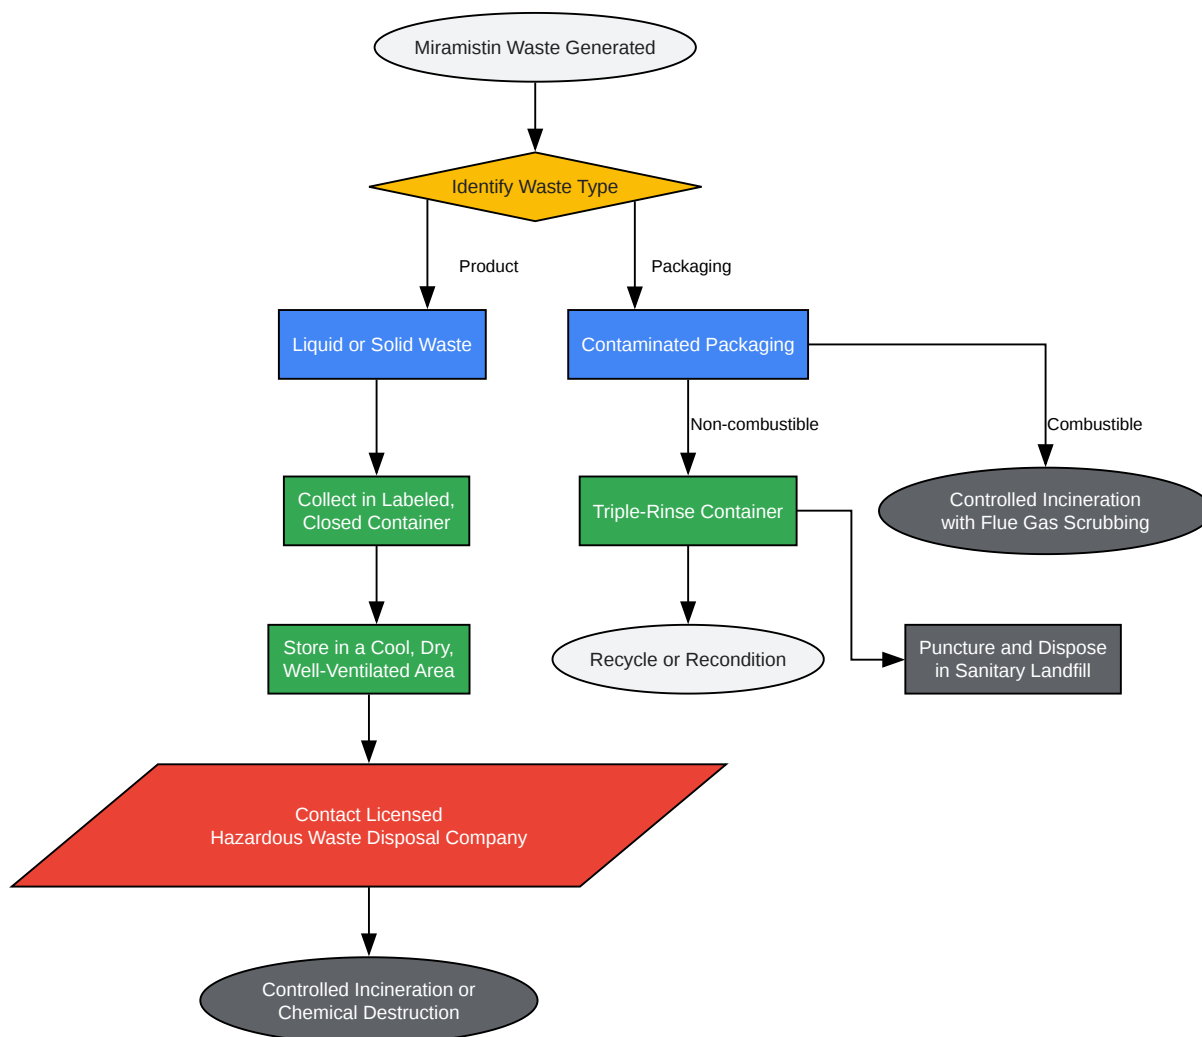 Miramistin Waste Generated
Identify Waste Type
Product
Packaging
Liquid or Solid Waste
Contaminated Packaging
Non-combustible
Combustible
Collect in Labeled,
Closed Container
Triple-Rinse Container
Controlled Incineration
with Flue Gas Scrubbing
Store in a Cool, Dry,
Well-Ventilated Area
Recycle or Recondition
Puncture and Dispose
in Sanitary Landfill
Contact Licensed
Hazardous Waste Disposal Company
Controlled Incineration or
Chemical Destruction